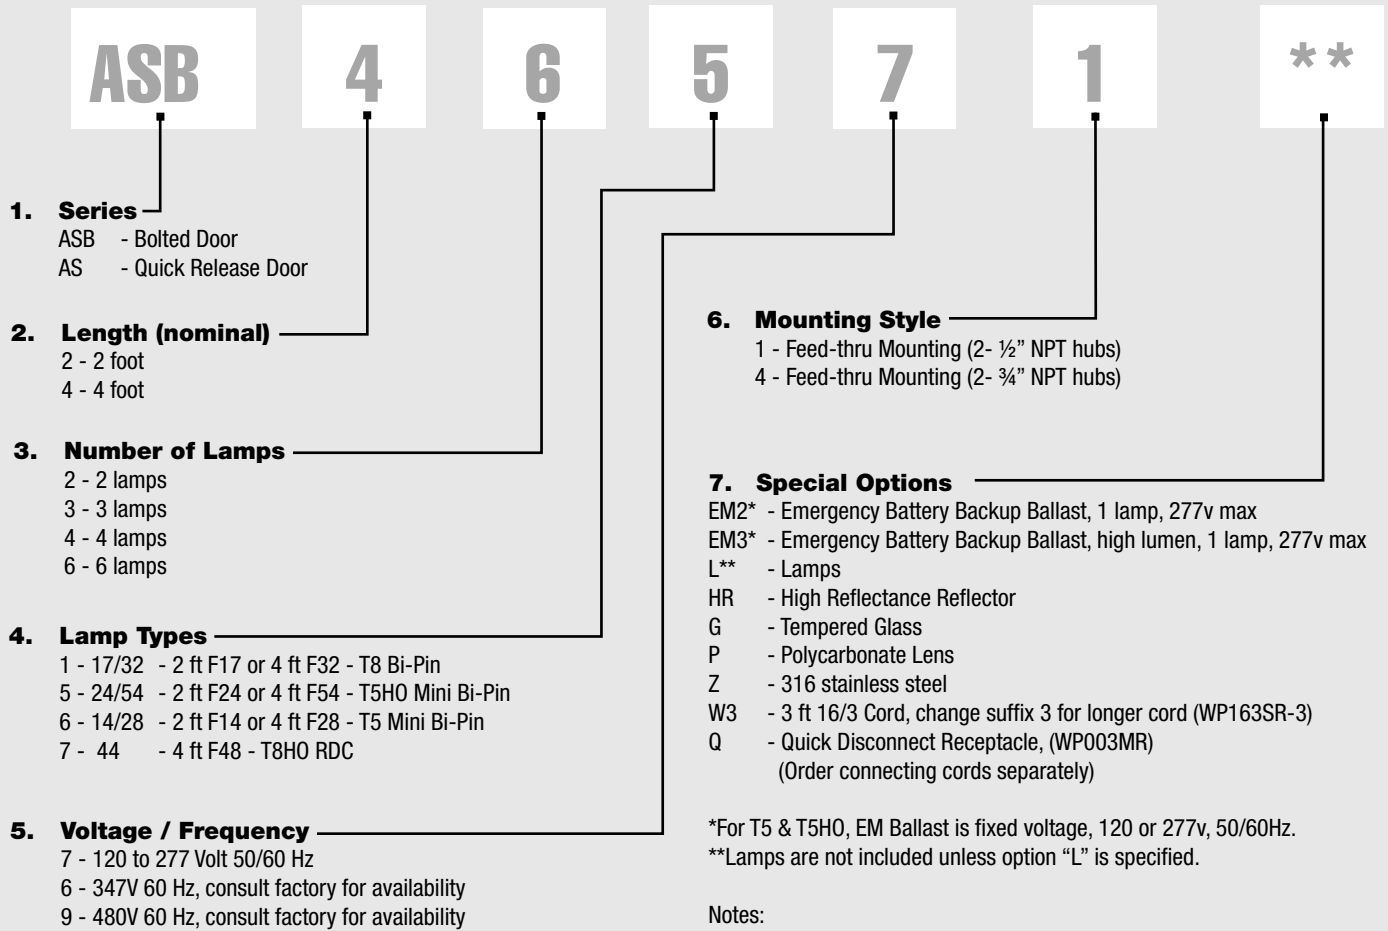 ASB 4 6 5 7 1 **
1. Series
ASB - Bolted Door
AS - Quick Release Door
2. Length (nominal)
2 - 2 foot
4 - 4 foot
3. Number of Lamps
2 - 2 lamps
3 - 3 lamps
4 - 4 lamps
6 - 6 lamps
4. Lamp Types
1 - 17/32 - 2 ft F17 or 4 ft F32 - T8 Bi-Pin
5 - 24/54 - 2 ft F24 or 4 ft F54 - T5HO Mini Bi-Pin
6 - 14/28 - 2 ft F14 or 4 ft F28 - T5 Mini Bi-Pin
7 - 44 - 4 ft F48 - T8HO RDC
5. Voltage / Frequency
7 - 120 to 277 Volt 50/60 Hz
6 - 347V 60 Hz, consult factory for availability
9 - 480V 60 Hz, consult factory for availability
6. Mounting Style
1 - Feed-thru Mounting (2- ½” NPT hubs)
4 - Feed-thru Mounting (2- ¾” NPT hubs)
7. Special Options
EM2* - Emergency Battery Backup Ballast, 1 lamp, 277v max
EM3* - Emergency Battery Backup Ballast, high lumen, 1 lamp, 277v max
L** - Lamps
HR - High Reflectance Reflector
G - Tempered Glass
P - Polycarbonate Lens
Z - 316 stainless steel
W3 - 3 ft 16/3 Cord, change suffix 3 for longer cord (WP163SR-3)
Q - Quick Disconnect Receptacle, (WP003MR)
(Order connecting cords separately)
*For T5 & T5HO, EM Ballast is fixed voltage, 120 or 277v, 50/60Hz.
**Lamps are not included unless option “L” is specified.
Notes: